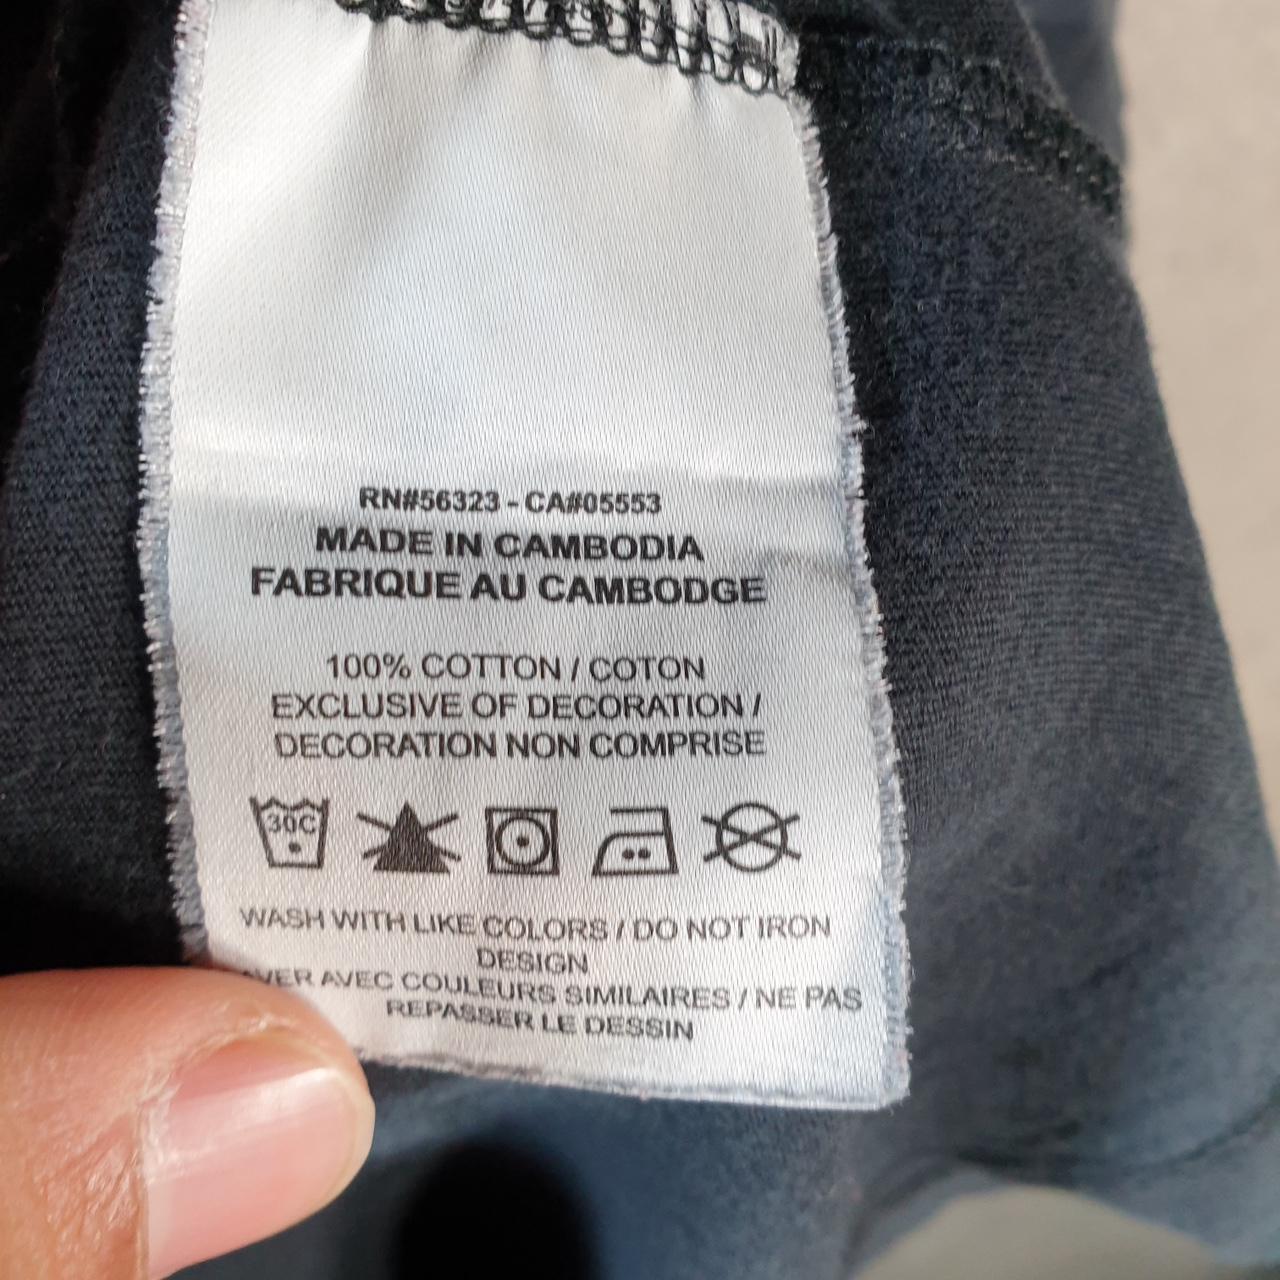 RN#56323 - CA#05553
MADE IN CAMBODIA
FABRIQUE AU CAMBODGE
100% COTTON / COTON
EXCLUSIVE OF DECORATION /
DECORATION NON COMPRISE
30C
WASH WITH LIKE COLORS / DO NOT IRON
DESIGN
AVEC COULEURS SIMILAIRES / NE PAS
REPASSER LE DESSIN